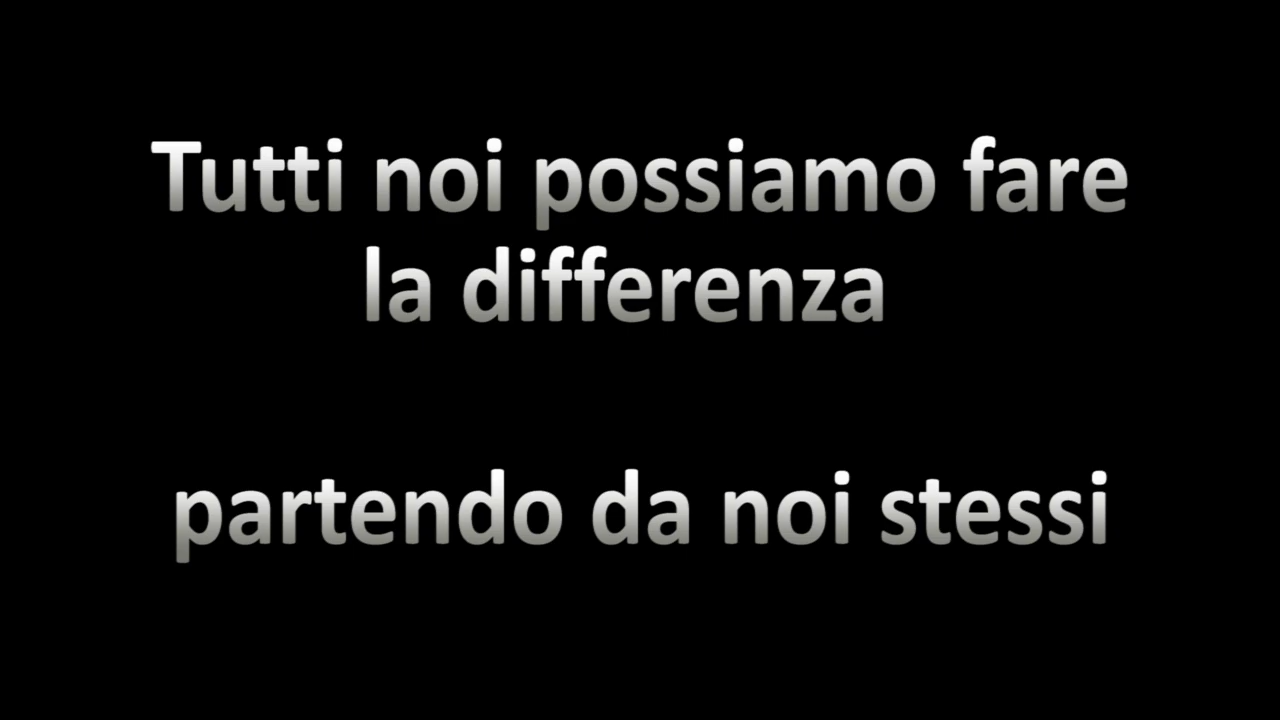 Tutti noi possiamo fare
la differenza
partendo da noi stessi